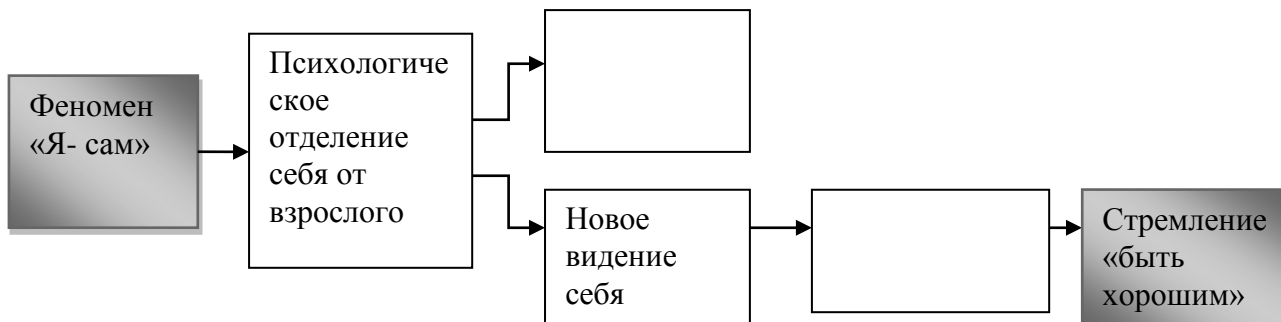 Феномен
«Я- сам»
Психологиче
ское
отделение
себя от
взрослого
Новое
видение
себя
Стремление
«быть
хорошим»